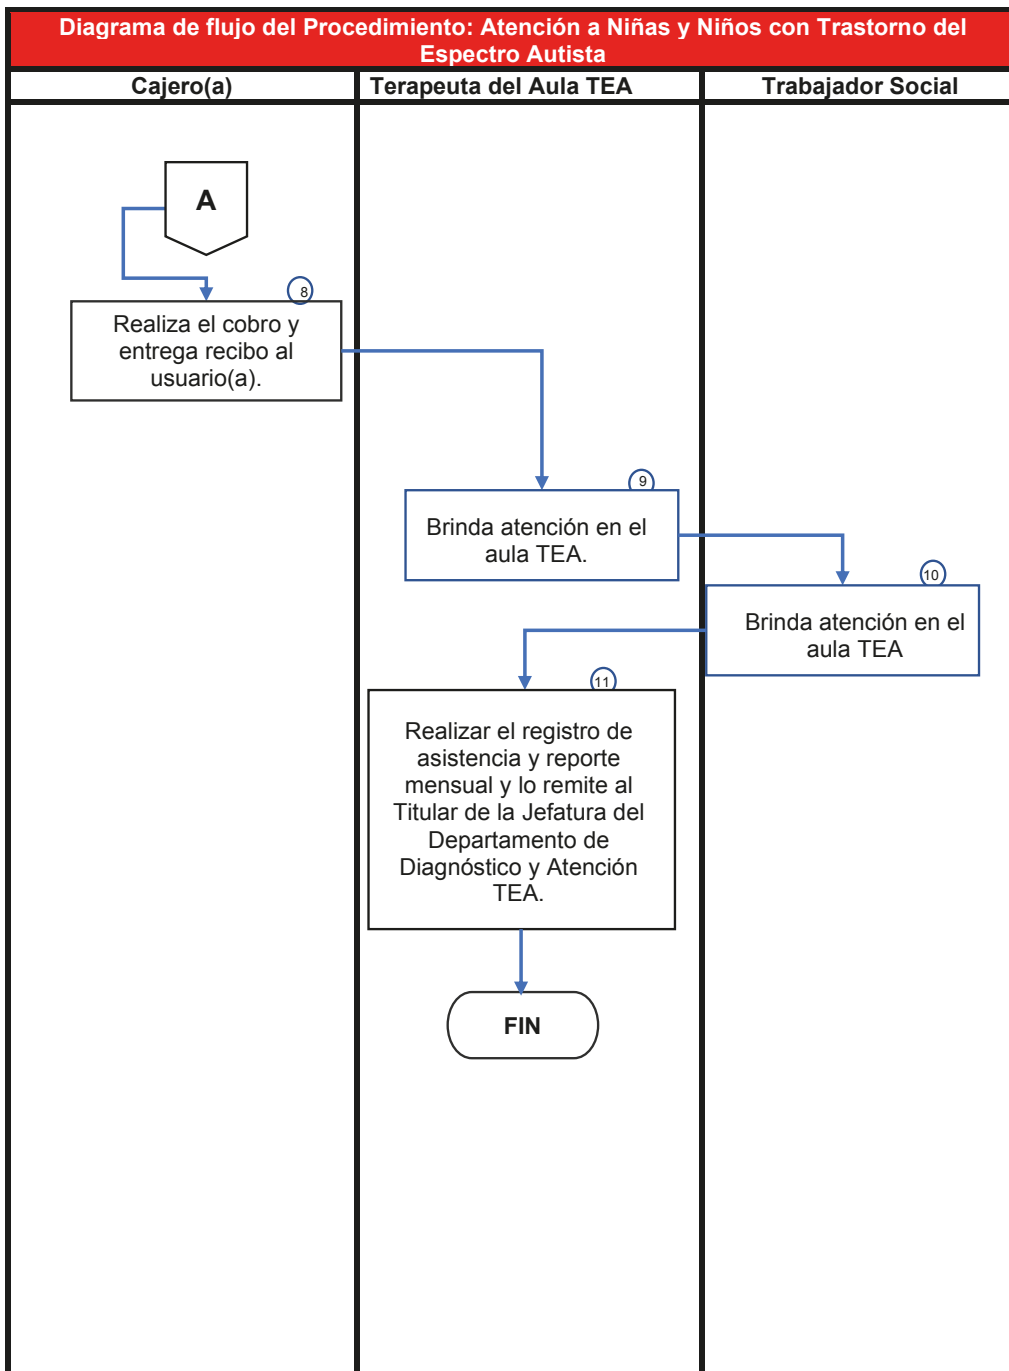 Diagrama de flujo del Procedimiento: Atención a Niñas y Niños con Trastorno del
Espectro Autista
Cajero(a)
Terapeuta del Aula TEA
Trabajador Social
A
8
Realiza el cobro y
entrega recibo al
usuario(a).
9
Brinda atención en el
aula TEA.
10
Brinda atención en el
aula TEA
11
Realizar el registro de
asistencia y reporte
mensual y lo remite al
Titular de la Jefatura del
Departamento de
Diagnóstico y Atención
TEA.
FIN